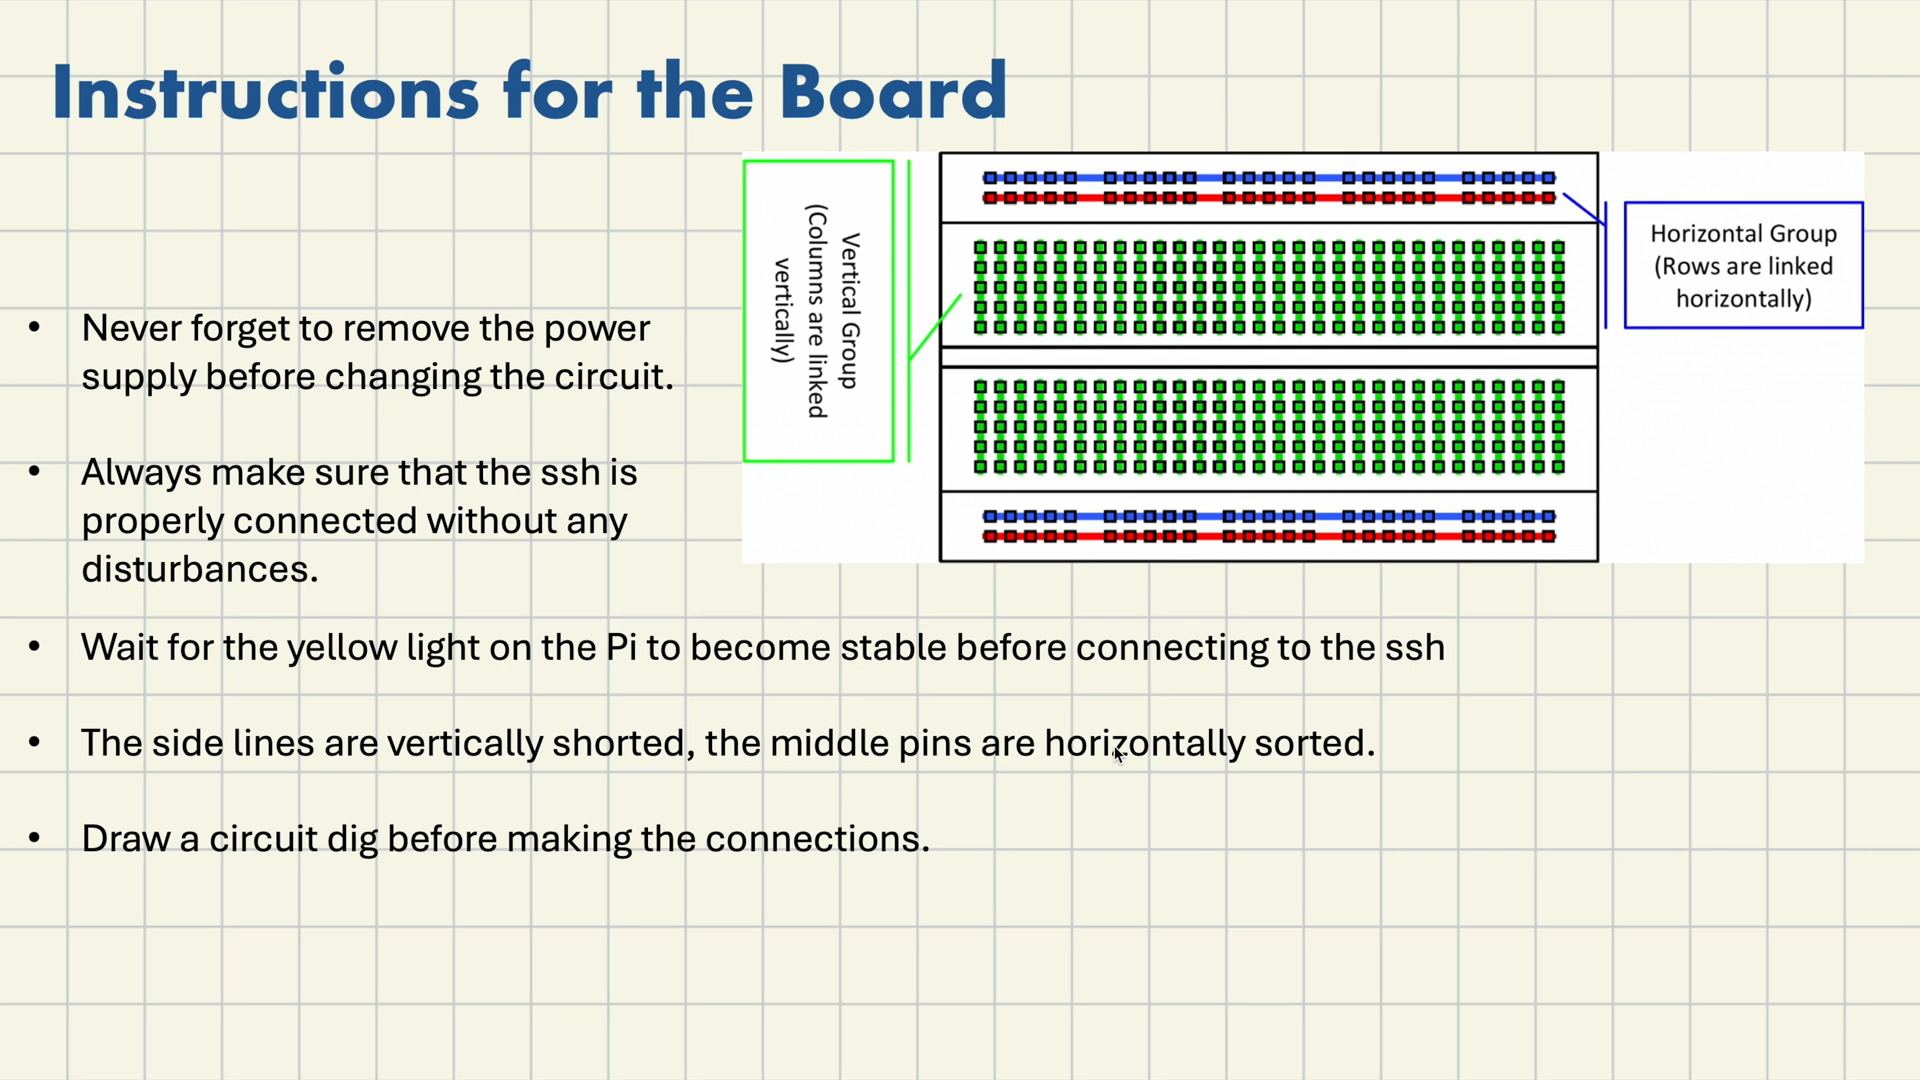 Instructions for the Board
Vertical Group
(Columns are linked
vertically)
Horizontal Group
(Rows are linked
horizontally)
• Never forget to remove the power
supply before changing the circuit.
• Always make sure that the ssh is
properly connected without any
disturbances.
• Wait for the yellow light on the Pi to become stable before connecting to the ssh
• The side lines are vertically shorted, the middle pins are horizontally sorted.
• Draw a circuit dig before making the connections.